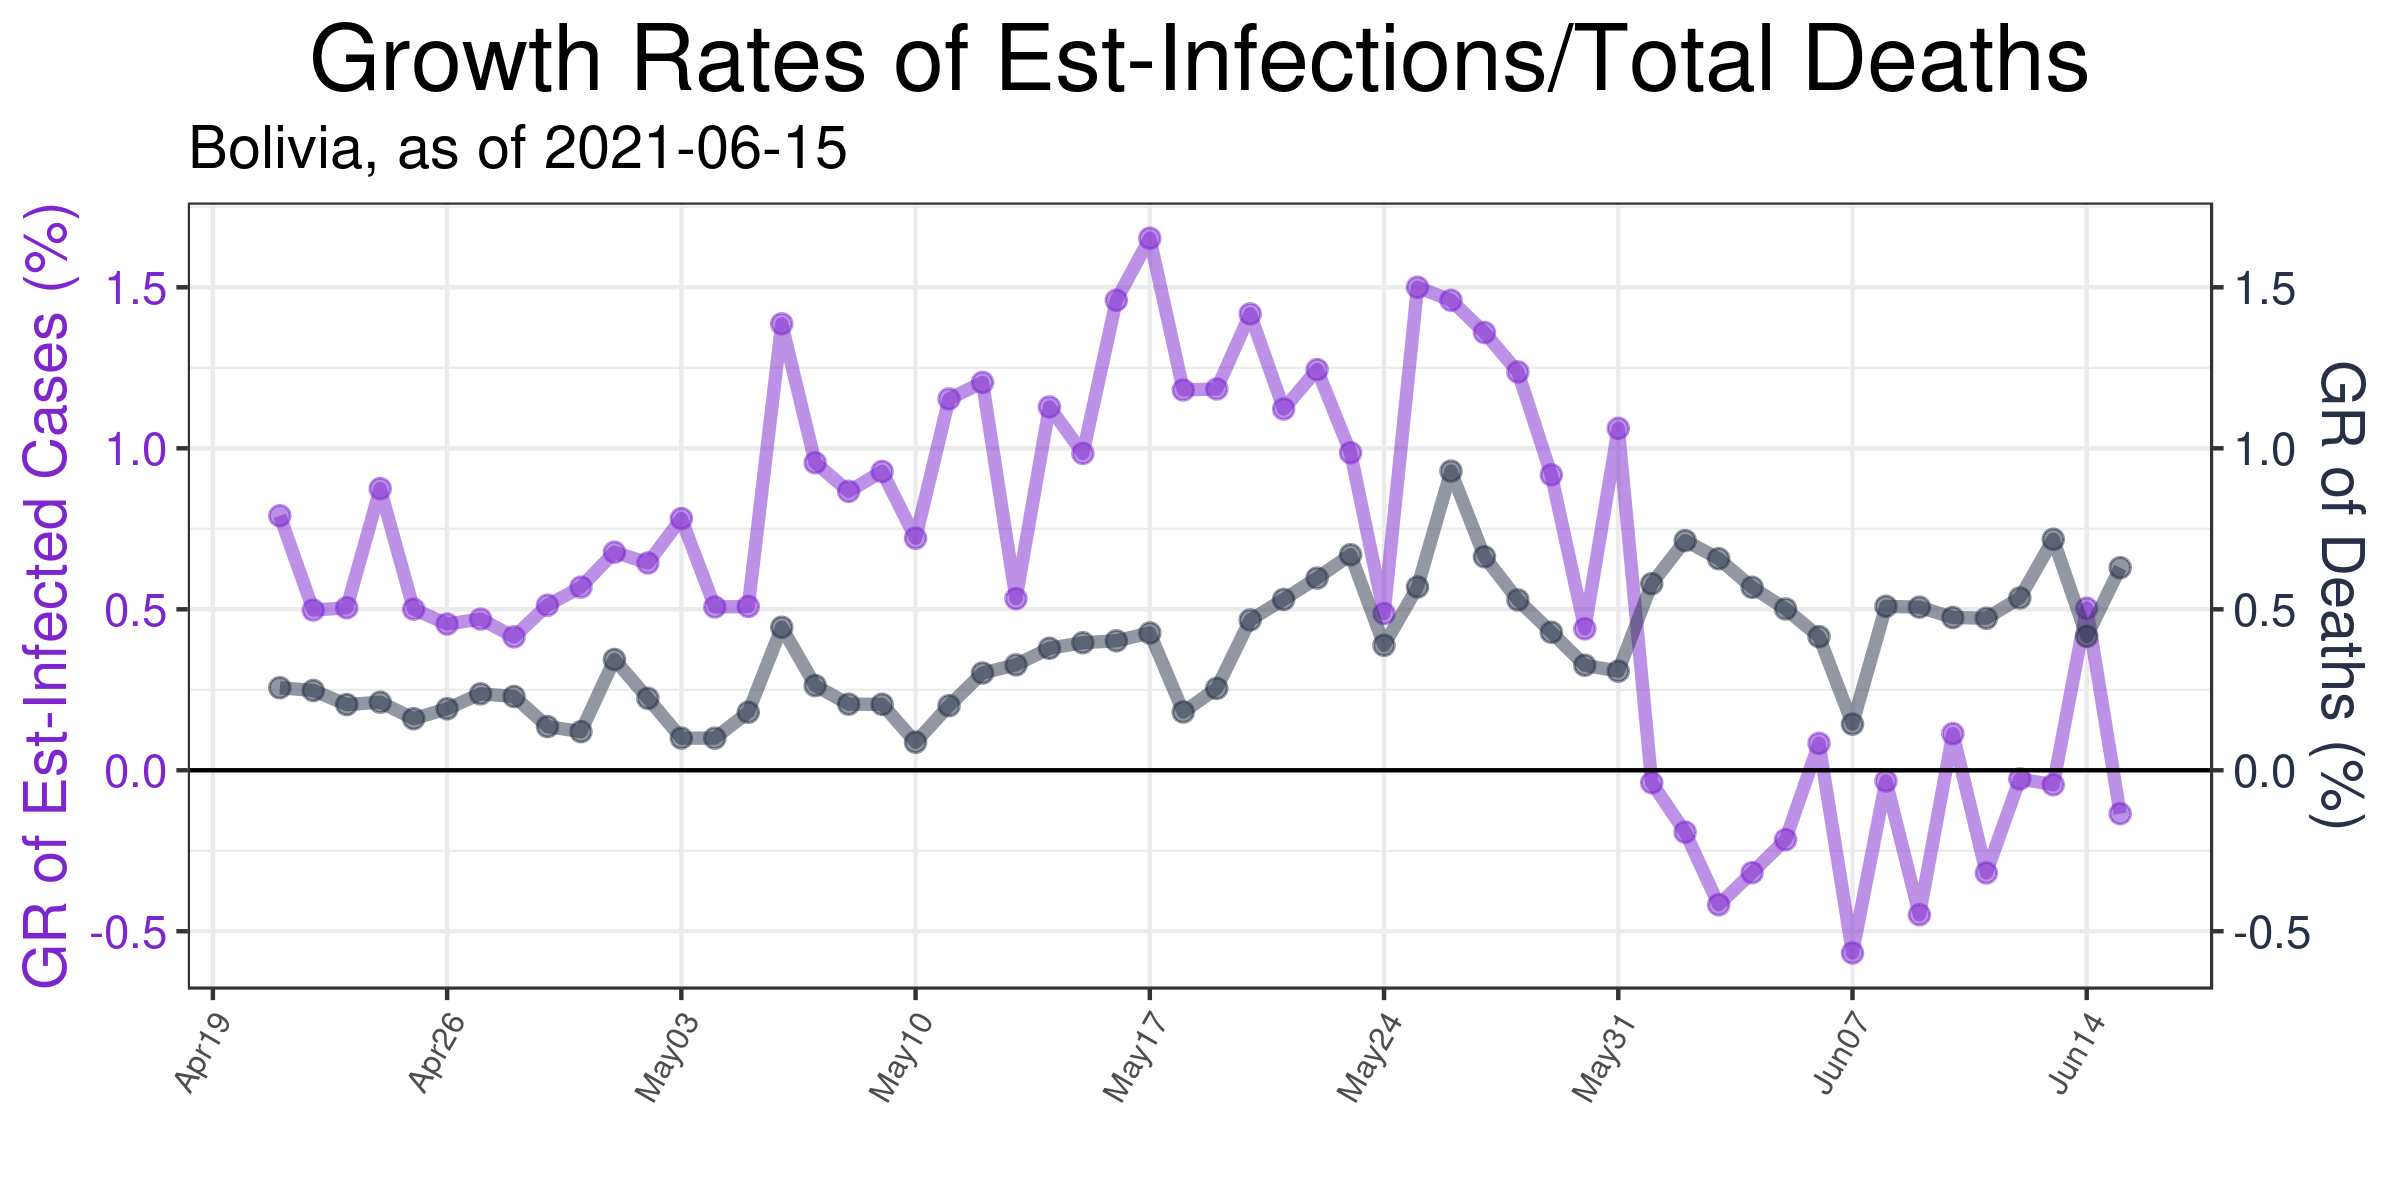 Growth Rates of Est-Infections/Total Deaths
Bolivia, as of 2021-06-15
GR of Est-Infected Cases (%)
1.5
1.0
0.5
0.0
-0.5
1.5
1.0
0.5
0.0
-0.5
GR of Deaths (%)
Apr19
Apr26
May03
May10
May17
May24
May31
Jun07
Jun14